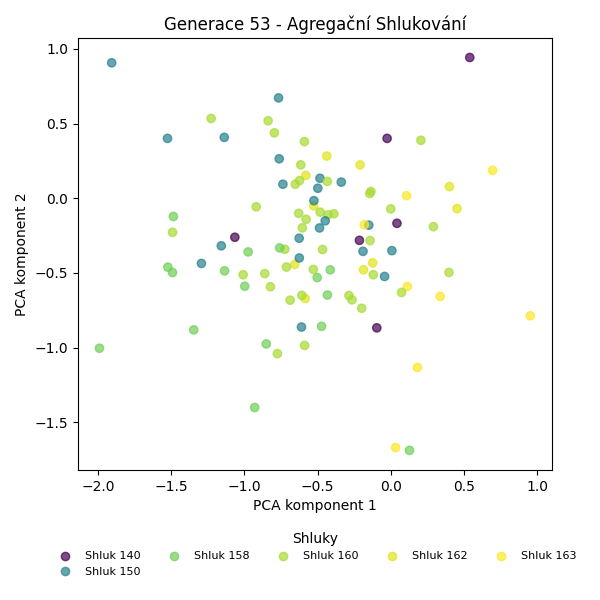 Generace 53 - Agregační Shlukování
1.0
0.5
0.0
−0.5
−1.0
−1.5
PCA komponent 2
−2.0 −1.5 −1.0 −0.5 0.0 0.5 1.0
PCA komponent 1
Shluky
Shluk 140 Shluk 158 Shluk 160 Shluk 162 Shluk 163
Shluk 150